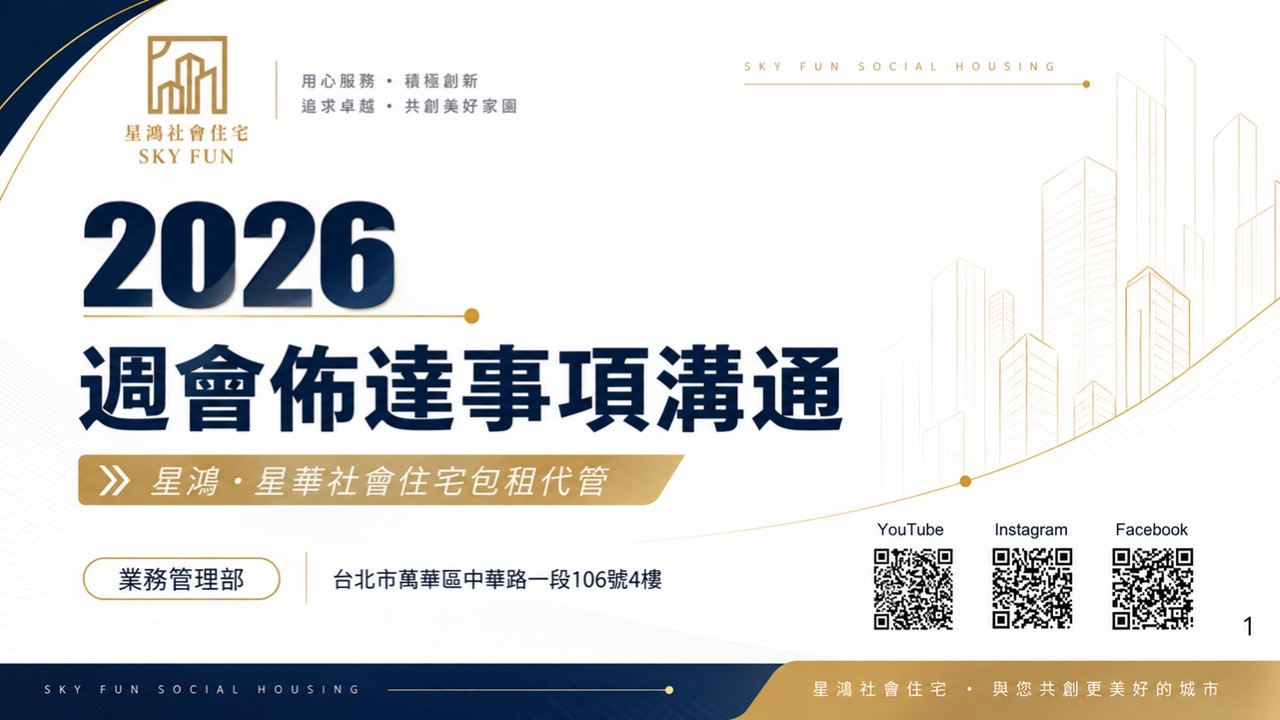 星鴻社會住宅
SKY FUN
用心服務 • 積極創新
追求卓越 • 共創美好家園
SKY FUN SOCIAL HOUSING
2026
週會佈達事項溝通
星鴻・星華社會住宅包租代管
業務管理部
台北市萬華區中華路一段106號4樓
YouTube
Instagram
Facebook
1
SKY FUN SOCIAL HOUSING
星鴻社會住宅 • 與您共創更美好的城市